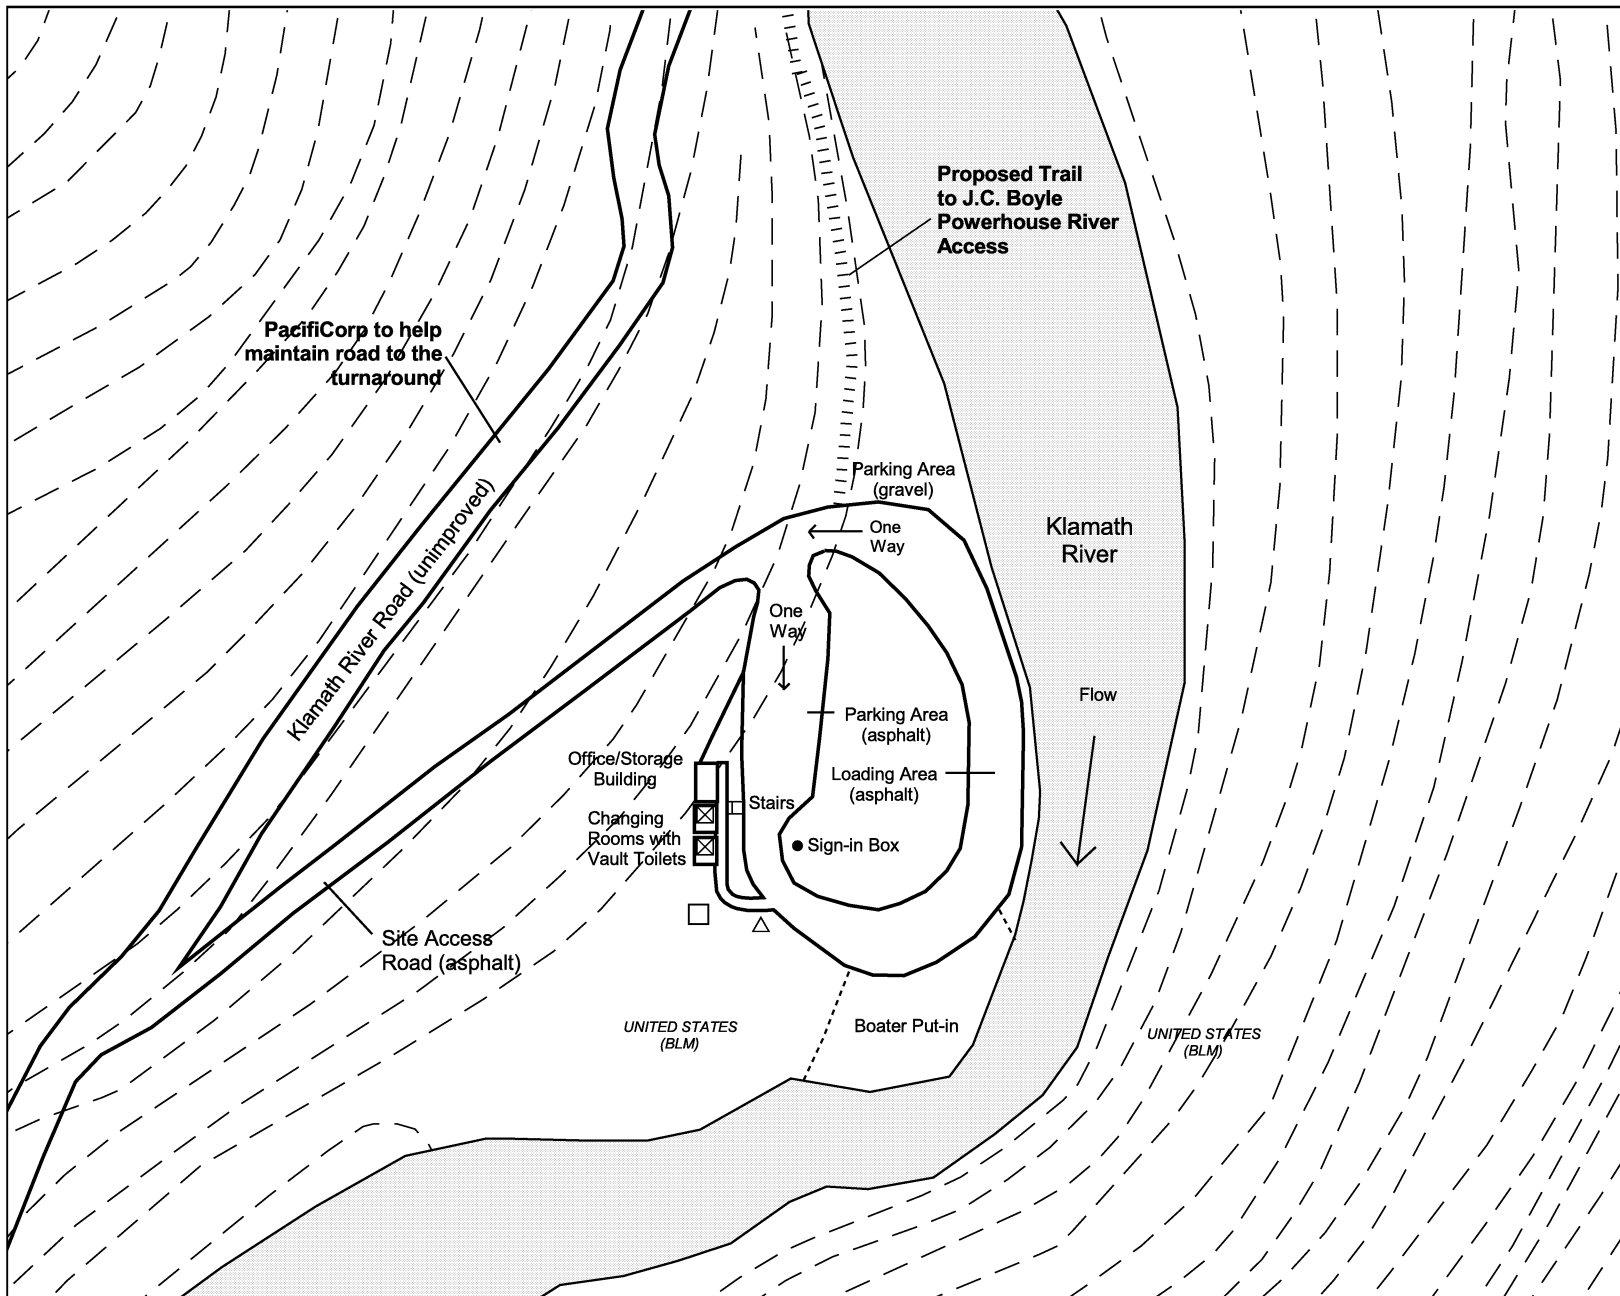 Proposed Trail
to J.C. Boyle
Powerhouse River
Access
PacifiCorp to help
maintain road to the
turnaround
Klamath River Road (unimproved)
Parking Area
(gravel)
One
Way
Klamath
River
One
Way
Flow
Parking Area
(asphalt)
Office/Storage
Building
Loading Area
(asphalt)
Stairs
Changing
Rooms with
Vault Toilets
Sign-in Box
Site Access
Road (asphalt)
UNITED STATES
(BLM)
Boater Put-in
UNITED STATES
(BLM)